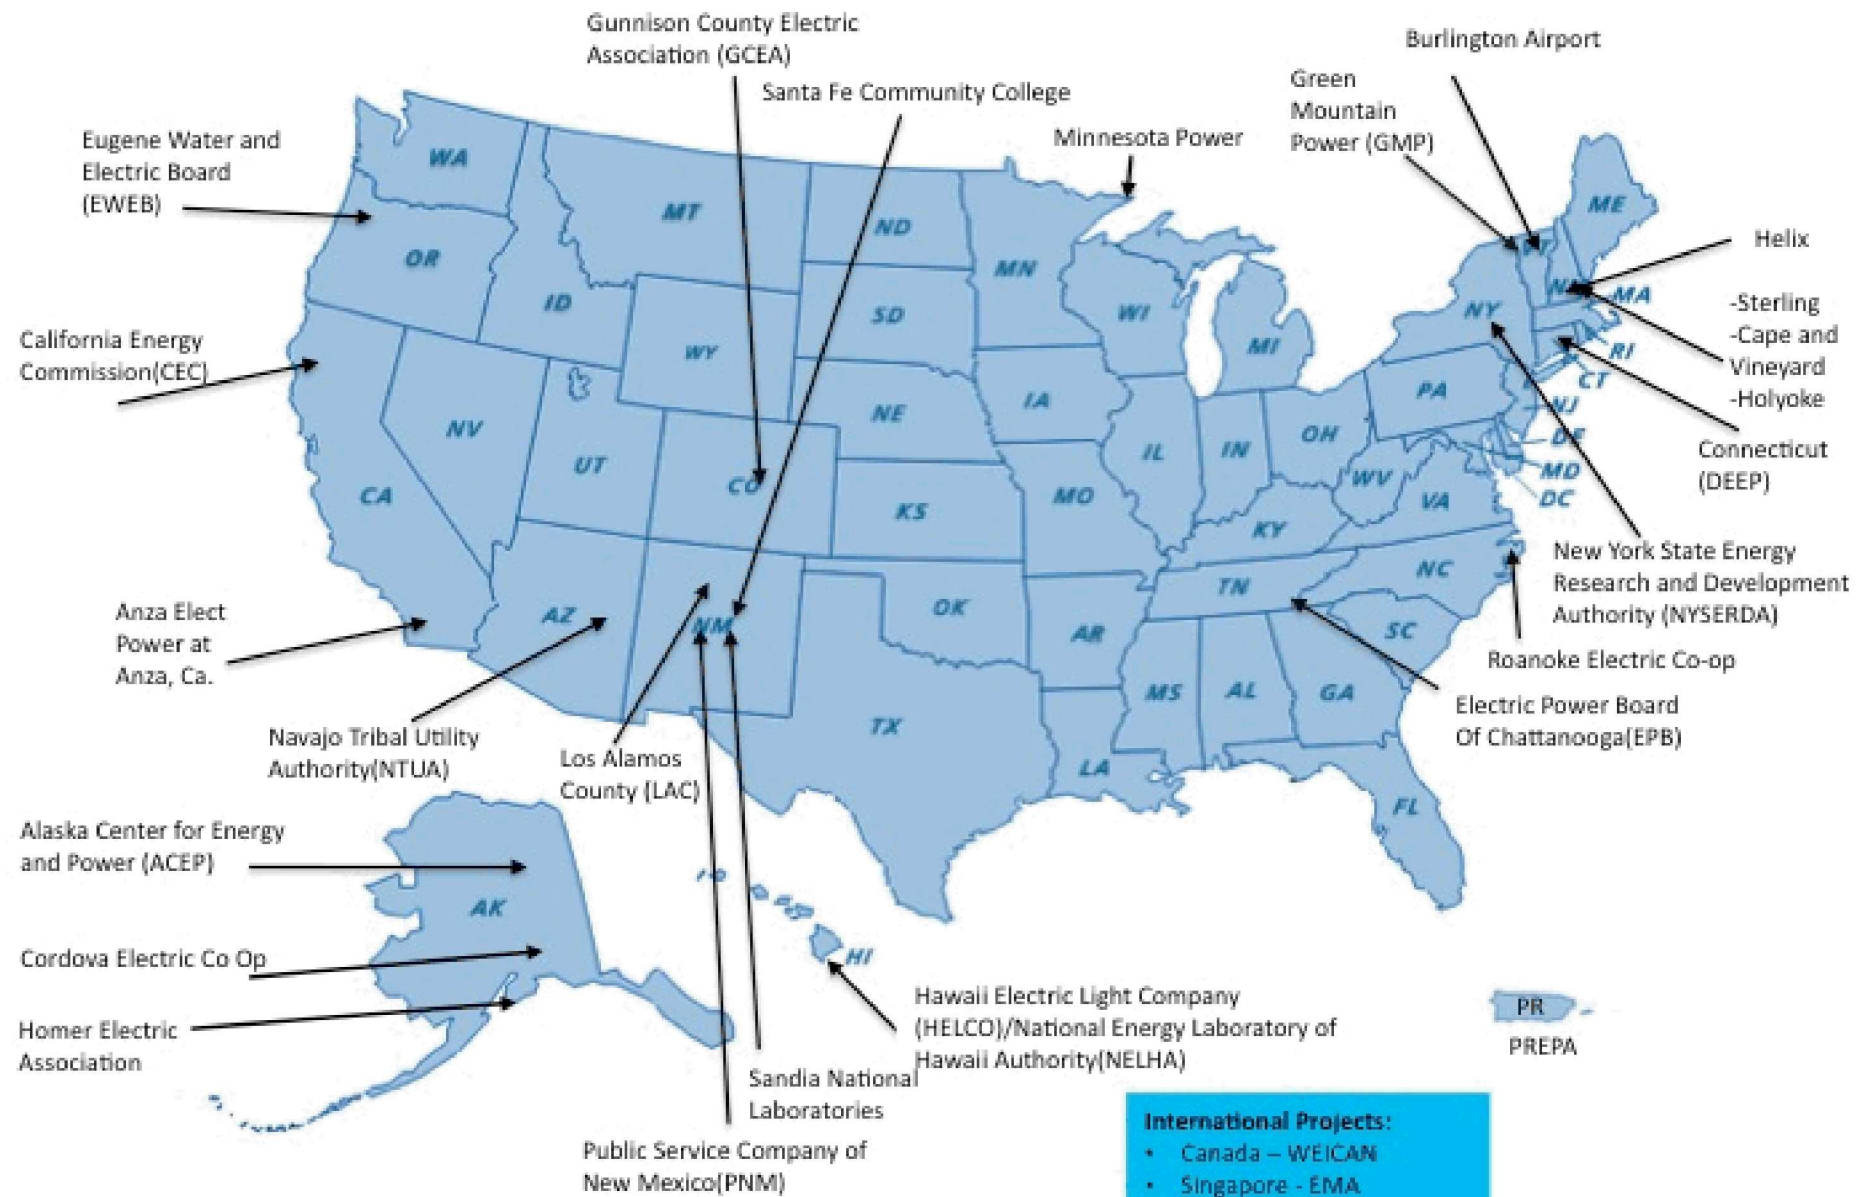 Gunnison County Electric
Association (GCEA)
Burlington Airport
Santa Fe Community College
Green
Mountain
Power (GMP)
Minnesota Power
Eugene Water and
Electric Board
(EWEB)
Helix
-Sterling
-Cape and
Vineyard
-Holyoke
California Energy
Commission(CEC)
Connecticut
(DEEP)
New York State Energy
Research and Development
Authority (NYSERDA)
Anza Elect
Power at
Anza, Ca.
Roanoke Electric Co-op
Electric Power Board
Of Chattanooga(EPB)
Navajo Tribal Utility
Authority(NTUA)
Los Alamos
County (LAC)
Alaska Center for Energy
and Power (ACEP)
Cordova Electric Co Op
Homer Electric
Association
Hawaii Electric Light Company
(HELCO)/National Energy Laboratory of
Hawaii Authority(NELHA)
Sandia National
Laboratories
Public Service Company of
New Mexico(PNM)
PR
PREPA
International Projects:
• Canada – WEICAN
• Singapore - EMA
WA
OR
ID
MT
ND
MN
SD
WY
WI
MI
NY
ME
MA
RI
CT
NJ
DE
MD
DC
PA
CA
NV
UT
CO
NE
IA
IL
IN
OH
WV
VA
KS
MO
KY
AZ
NM
OK
AR
TN
NC
SC
TX
LA
MS
AL
GA
FL
AK
HI